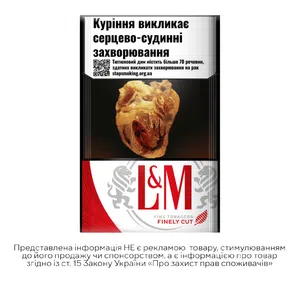 Куріння викликає
серцево-судинні
захворювання
Тютюновий дим містить більше 70 речовин,
здатних викликати захворювання на рак
stopsmoking.org.ua
L&M
FINE TOBACCOS
FINELY CUT
Представлена інформація НЕ є рекламою товару, стимулюванням
до його продажу чи спонсорством, а є інформацією про товар
згідно із ст. 15 Закону України «Про захист прав споживачів»